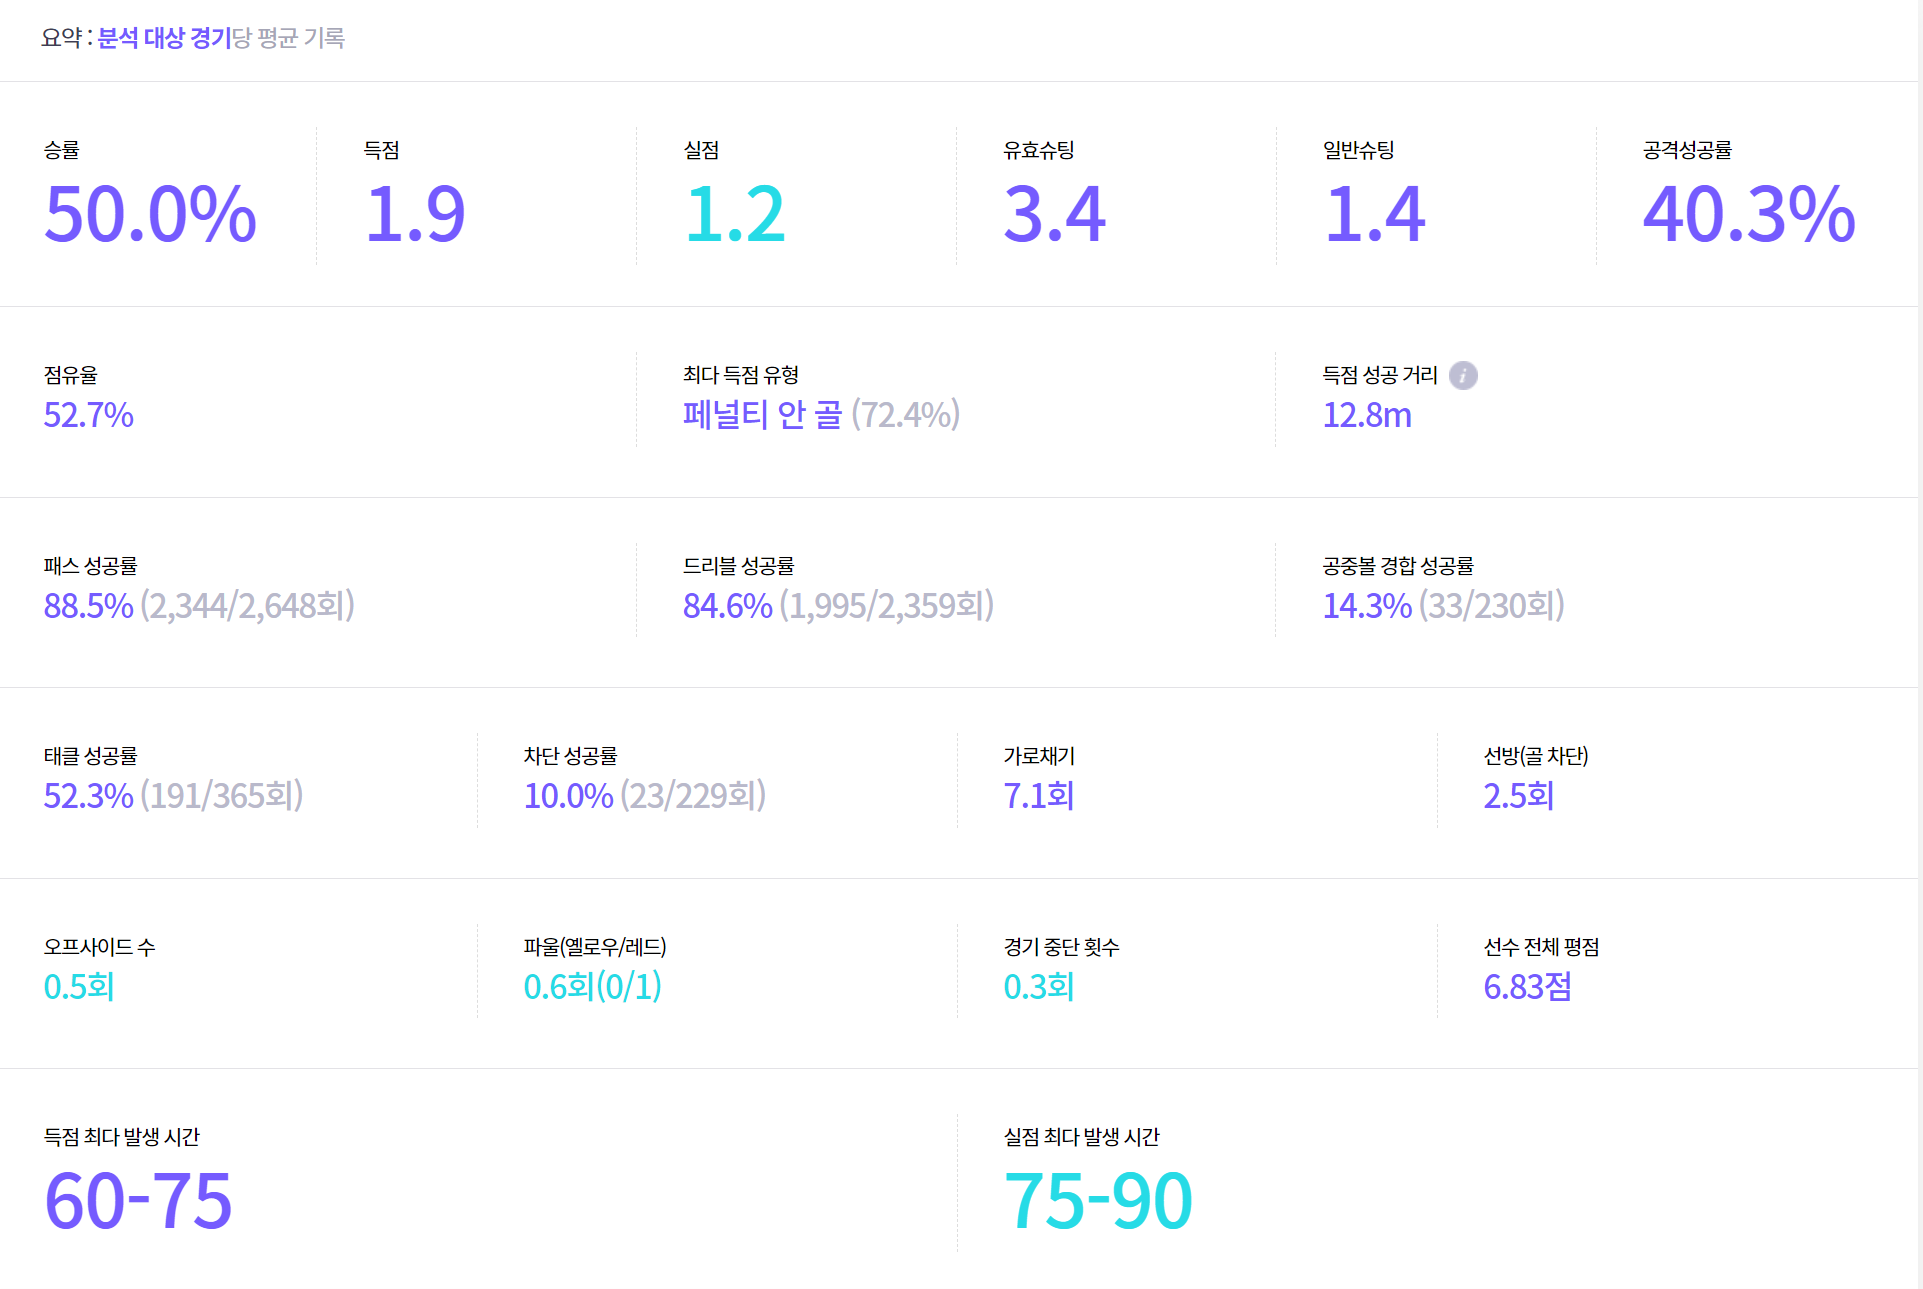 요약 : 분석 대상 경기당 평균 기록
승률 득점 실점 유효슈팅 일반슈팅 공격성공률
50.0% 1.9 1.2 3.4 1.4 40.3%
점유율 최다 득점 유형 득점 성공 거리 i
52.7% 페널티 안 골 (72.4%) 12.8m
패스 성공률 드리블 성공률 공중볼 경합 성공률
88.5% (2,344/2,648회) 84.6% (1,995/2,359회) 14.3% (33/230회)
태클 성공률 차단 성공률 가로채기 선방(골 차단)
52.3% (191/365회) 10.0% (23/229회) 7.1회 2.5회
오프사이드 수 파울(옐로우/레드) 경기 중단 횟수 선수 전체 평점
0.5회 0.6회(0/1) 0.3회 6.83점
득점 최다 발생 시간 실점 최다 발생 시간
60-75 75-90